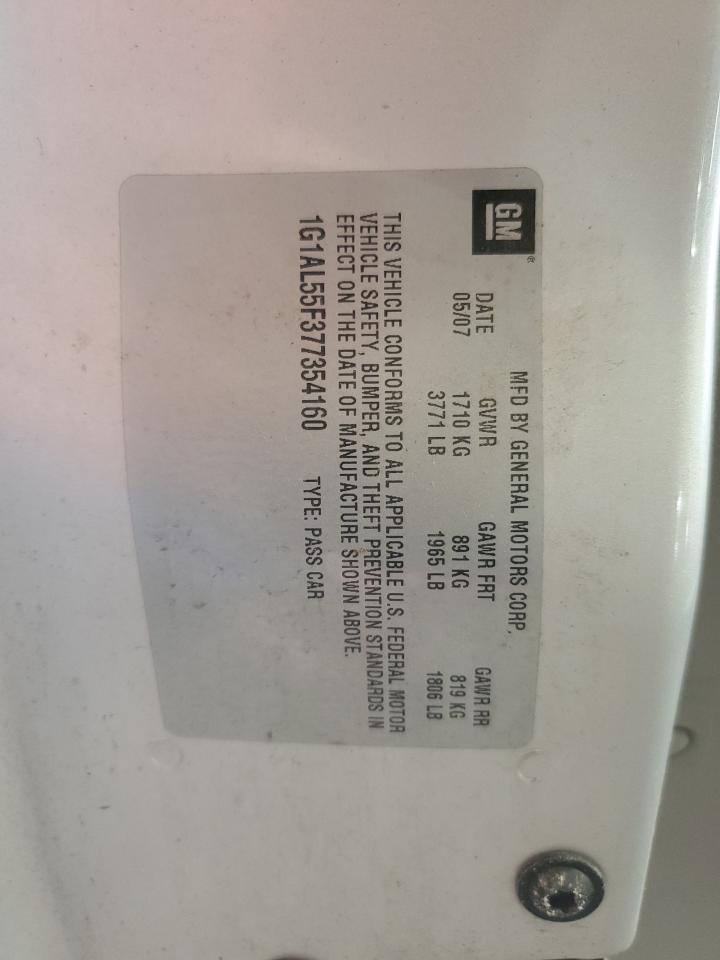 GM
MFD BY GENERAL MOTORS CORP.
DATE GVWR GAWR FRT GAWR RR
05/07 1710 KG 891 KG 819 KG
3771 LB 1965 LB 1806 LB
THIS VEHICLE CONFORMS TO ALL APPLICABLE U.S. FEDERAL MOTOR
VEHICLE SAFETY, BUMPER, AND THEFT PREVENTION STANDARDS IN
EFFECT ON THE DATE OF MANUFACTURE SHOWN ABOVE.
1G1AL55F377354160 TYPE: PASS CAR